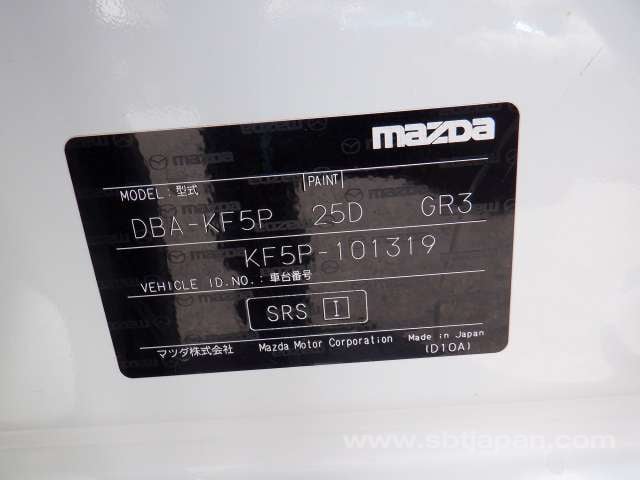 mazda
MODEL : 型式 |PAINT|
DBA-KF5P 25D GR3
KF5P-101319
VEHICLE ID.NO.: 車台番号
SRS I
マツダ株式会社 Mazda Motor Corporation Made in Japan
(D10A)
www.sbtjapan.com